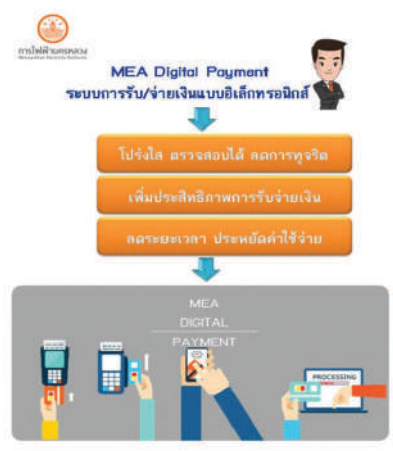 การไฟฟ้านครหลวง
Metropolitan Electricity Authority
MEA Digital Payment
ระบบการรับ/จ่ายเงินแบบอิเล็กทรอนิกส์
โปร่งใส ตรวจสอบได้ ลดการทุจริต
เพิ่มประสิทธิภาพการรับจ่ายเงิน
ลดระยะเวลา ประหยัดค่าใช้จ่าย
MEA
DIGITAL
PAYMENT
PROCESSING